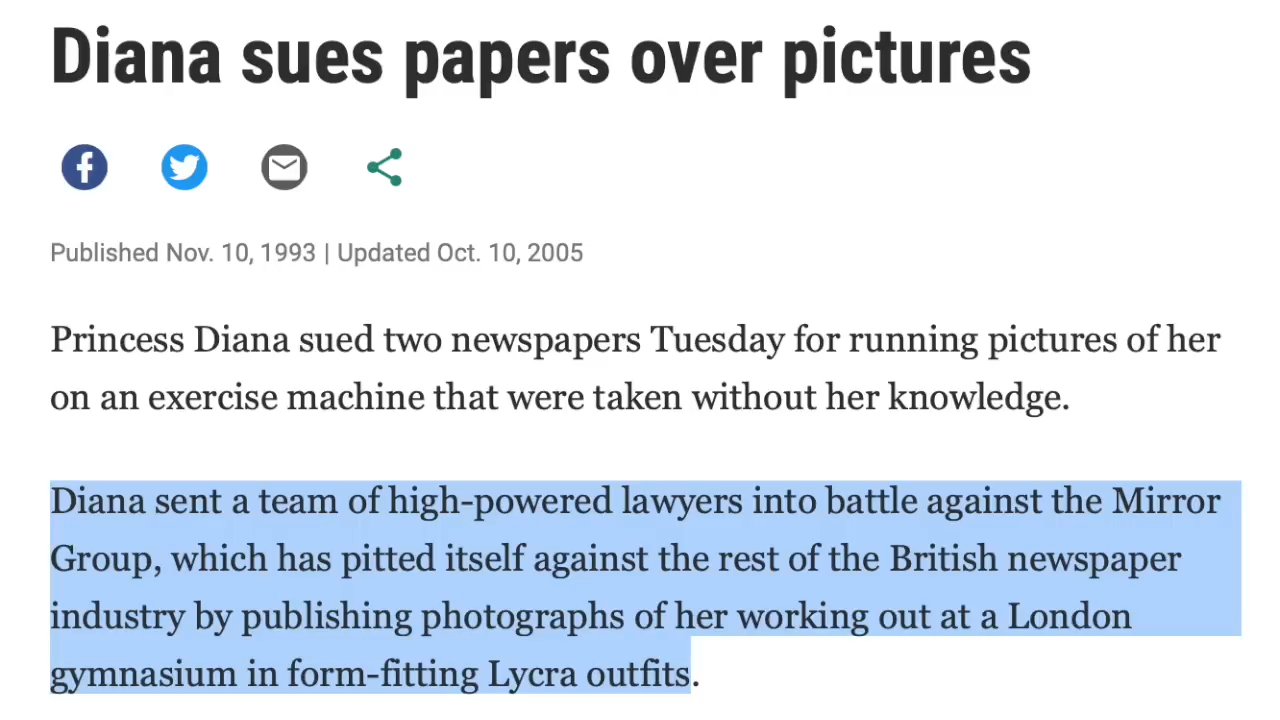 Diana sues papers over pictures
Published Nov. 10, 1993 | Updated Oct. 10, 2005
Princess Diana sued two newspapers Tuesday for running pictures of her
on an exercise machine that were taken without her knowledge.
Diana sent a team of high-powered lawyers into battle against the Mirror
Group, which has pitted itself against the rest of the British newspaper
industry by publishing photographs of her working out at a London
gymnasium in form-fitting Lycra outfits.